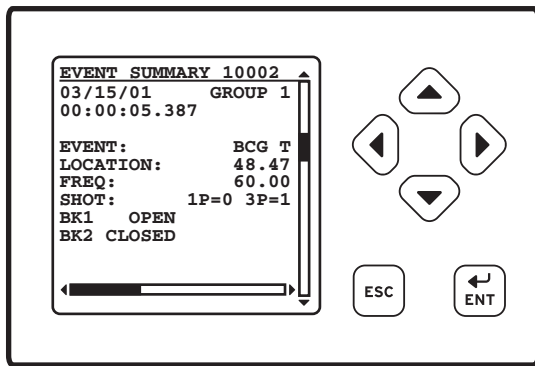 EVENT SUMMARY 10002
03/15/01 GROUP 1
00:00:05.387
EVENT: BCG T
LOCATION: 48.47
FREQ: 60.00
SHOT: 1P=0 3P=1
BK1 OPEN
BK2 CLOSED
ESC
ENT